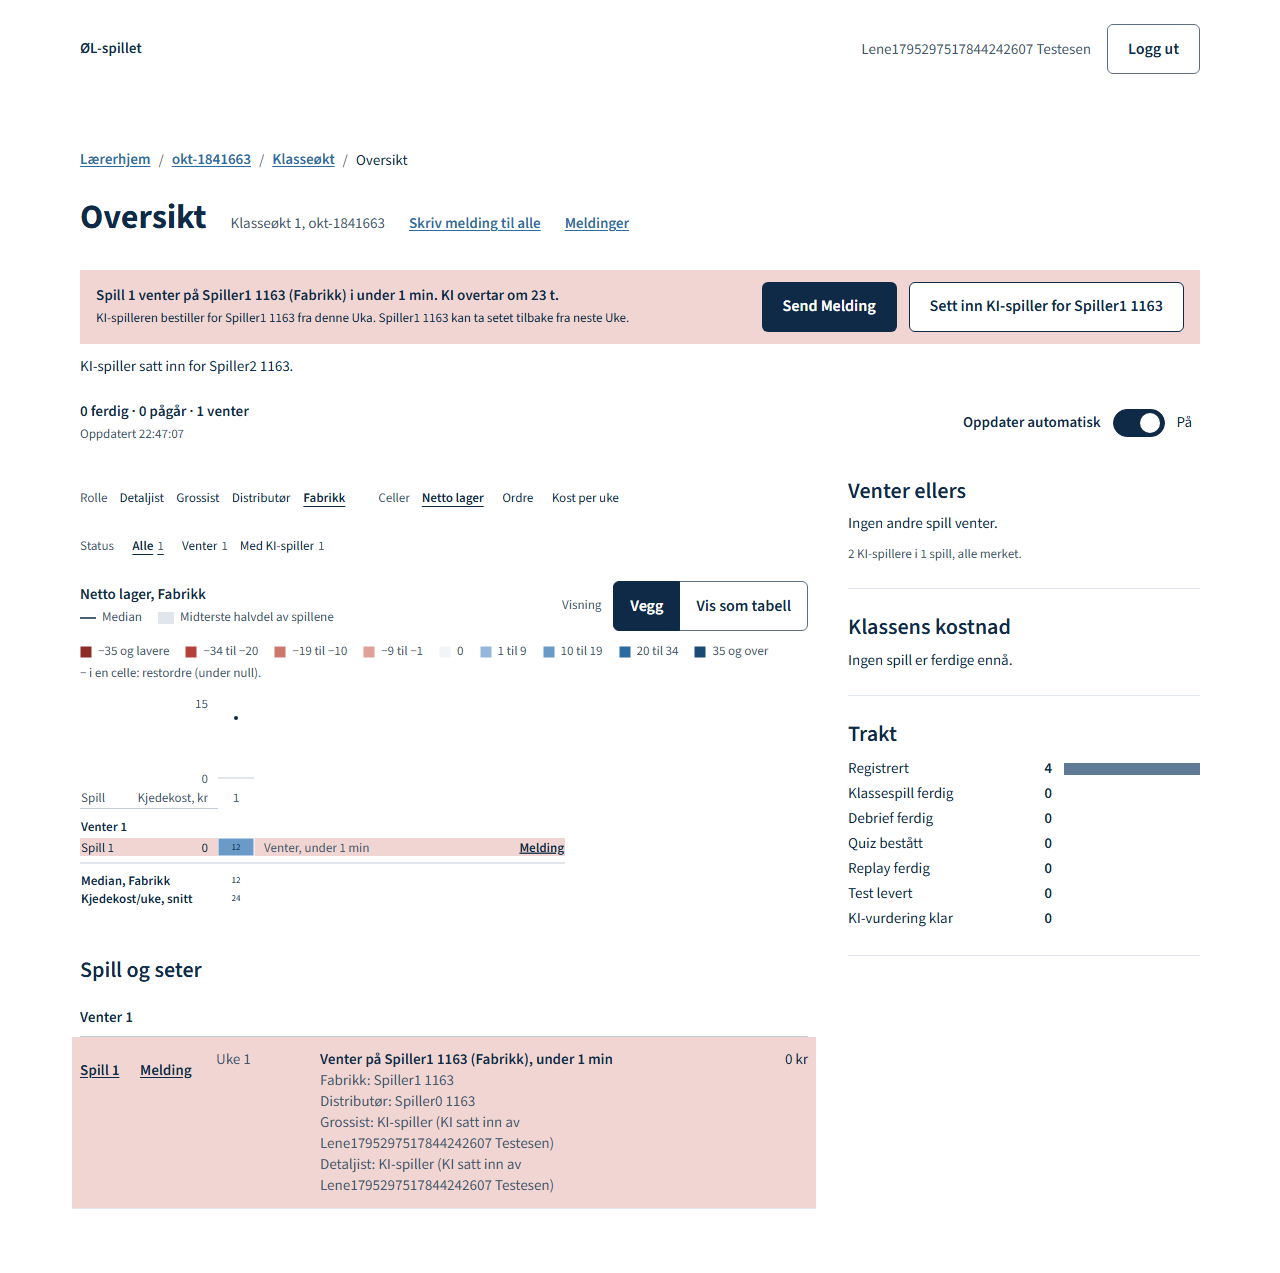 ØL-spillet
Lene1795297517844242607 Testesen
Logg ut
Lærerhjem / okt-1841663 / Klasseøkt / Oversikt
Oversikt
Klasseøkt 1, okt-1841663
Skriv melding til alle
Meldinger
Spill 1 venter på Spiller1 1163 (Fabrikk) i under 1 min. KI overtar om 23 t.
KI-spilleren bestiller for Spiller1 1163 fra denne Uka. Spiller1 1163 kan ta setet tilbake fra neste Uke.
Send Melding
Sett inn KI-spiller for Spiller1 1163
KI-spiller satt inn for Spiller2 1163.
0 ferdig · 0 pågår · 1 venter
Oppdatert 22:47:07
Oppdater automatisk
På
Rolle Detaljist Grossist Distributør Fabrikk
Celler Netto lager Ordre Kost per uke
Status Alle 1 Venter 1 Med KI-spiller 1
Netto lager, Fabrikk
Median
Midterste halvdel av spillene
Visning
Vegg
Vis som tabell
−35 og lavere −34 til −20 −19 til −10 −9 til −1 0 1 til 9 10 til 19 20 til 34 35 og over
− i en celle: restordre (under null).
15
0
Spill Kjedekost, kr 1
Venter 1
Spill 1 0 12 Venter, under 1 min Melding
Median, Fabrikk 12
Kjedekost/uke, snitt 24
Venter ellers
Ingen andre spill venter.
2 KI-spillere i 1 spill, alle merket.
Klassens kostnad
Ingen spill er ferdige ennå.
Trakt
Registrert 4
Klassespill ferdig 0
Debrief ferdig 0
Quiz bestått 0
Replay ferdig 0
Test levert 0
KI-vurdering klar 0
Spill og seter
Venter 1
Spill 1 Melding Uke 1 Venter på Spiller1 1163 (Fabrikk), under 1 min 0 kr
Fabrikk: Spiller1 1163
Distributør: Spiller0 1163
Grossist: KI-spiller (KI satt inn av
Lene1795297517844242607 Testesen)
Detaljist: KI-spiller (KI satt inn av
Lene1795297517844242607 Testesen)